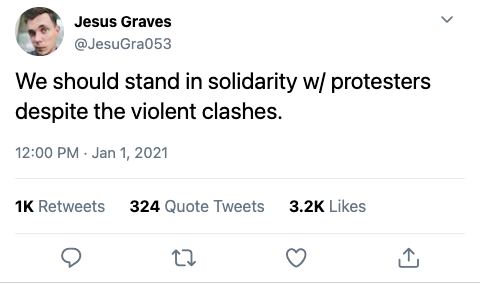 Jesus Graves
@JesuGra053
We should stand in solidarity w/ protesters
despite the violent clashes.
12:00 PM · Jan 1, 2021
1K Retweets 324 Quote Tweets 3.2K Likes